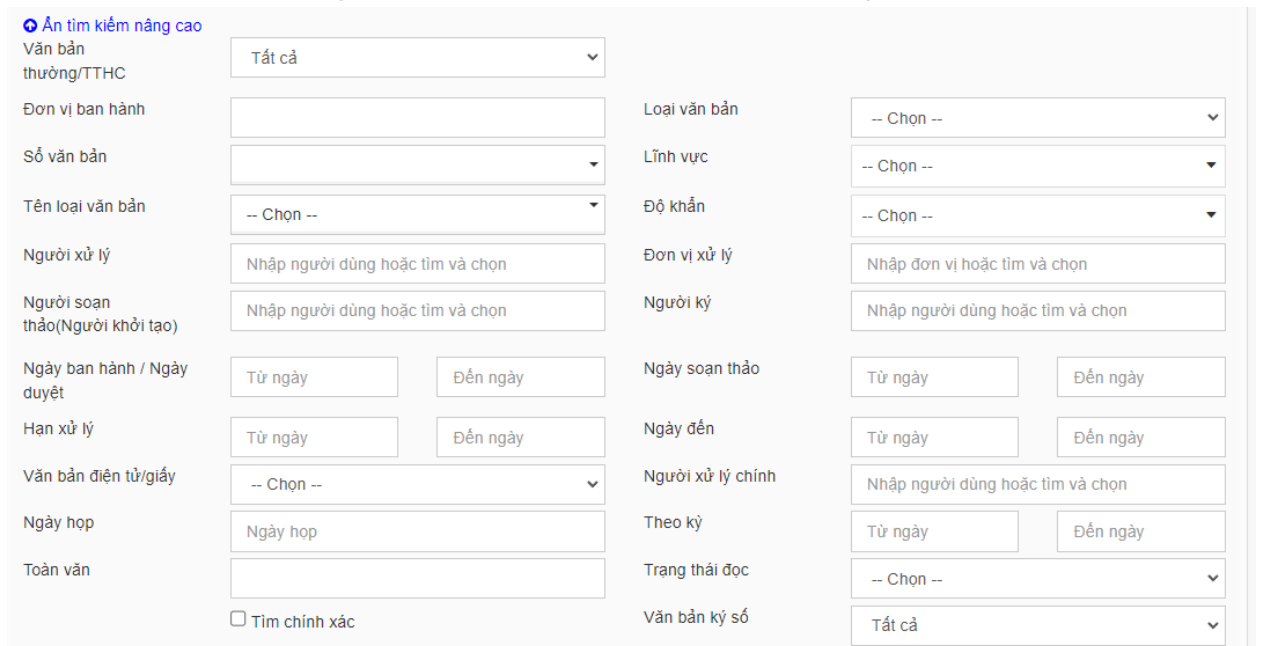 Ẩn tìm kiếm nâng cao
Văn bản
thường/TTHC
Tất cả
Đơn vị ban hành
Loại văn bản
-- Chọn --
Sổ văn bản
Lĩnh vực
-- Chọn --
Tên loại văn bản
-- Chọn --
Độ khẩn
-- Chọn --
Người xử lý
Nhập người dùng hoặc tìm và chọn
Đơn vị xử lý
Nhập đơn vị hoặc tìm và chọn
Người soạn
thảo(Người khởi tạo)
Nhập người dùng hoặc tìm và chọn
Người ký
Nhập người dùng hoặc tìm và chọn
Ngày ban hành / Ngày
duyệt
Từ ngày
Đến ngày
Ngày soạn thảo
Từ ngày
Đến ngày
Hạn xử lý
Từ ngày
Đến ngày
Ngày đến
Từ ngày
Đến ngày
Văn bản điện tử/giấy
-- Chọn --
Người xử lý chính
Nhập người dùng hoặc tìm và chọn
Ngày họp
Ngày họp
Theo kỳ
Từ ngày
Đến ngày
Toàn văn
Trạng thái đọc
-- Chọn --
Tìm chính xác
Văn bản ký số
Tất cả